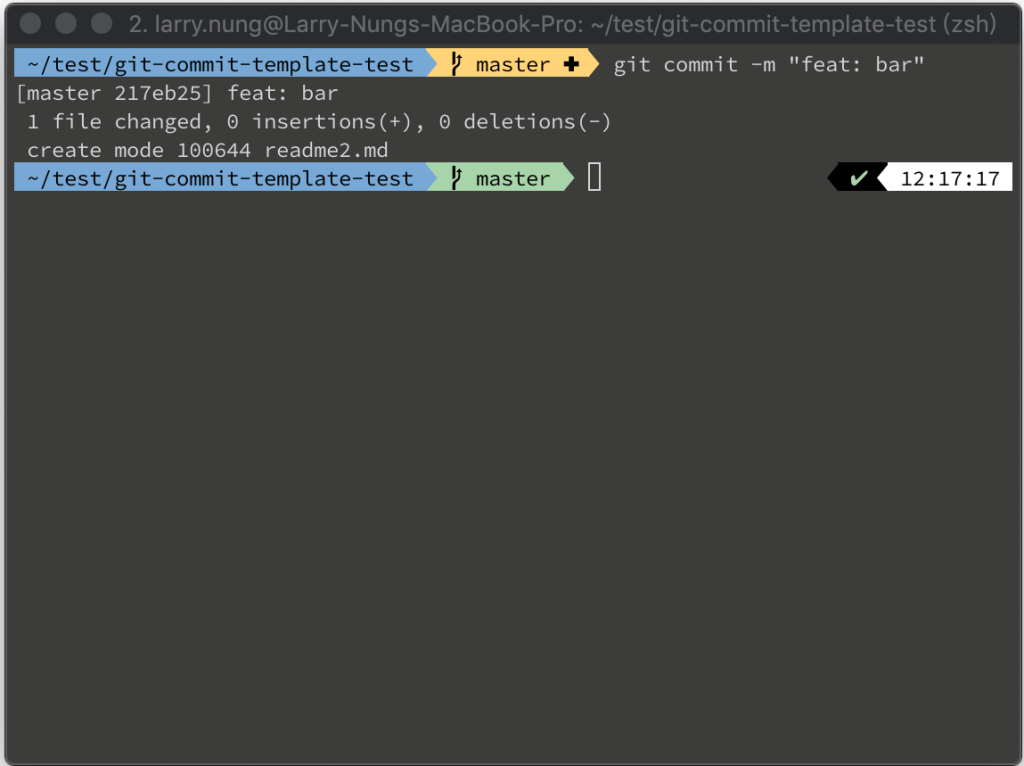 2. larry.nung@Larry-Nungs-MacBook-Pro: ~/test/git-commit-template-test (zsh)
~/test/git-commit-template-test master ✚ git commit -m "feat: bar"
[master 217eb25] feat: bar
1 file changed, 0 insertions(+), 0 deletions(-)
create mode 100644 readme2.md
~/test/git-commit-template-test master ✔ 12:17:17